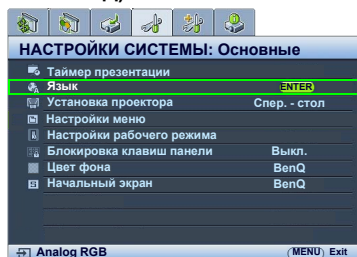 НАСТРОЙКИ СИСТЕМЫ: Основные
Таймер презентации
Язык ENTER
Установка проектора Спер. - стол
Настройки меню
Настройки рабочего режима
Блокировка клавиш панели Выкл.
Цвет фона BenQ
Начальный экран BenQ
Analog RGB MENU Exit